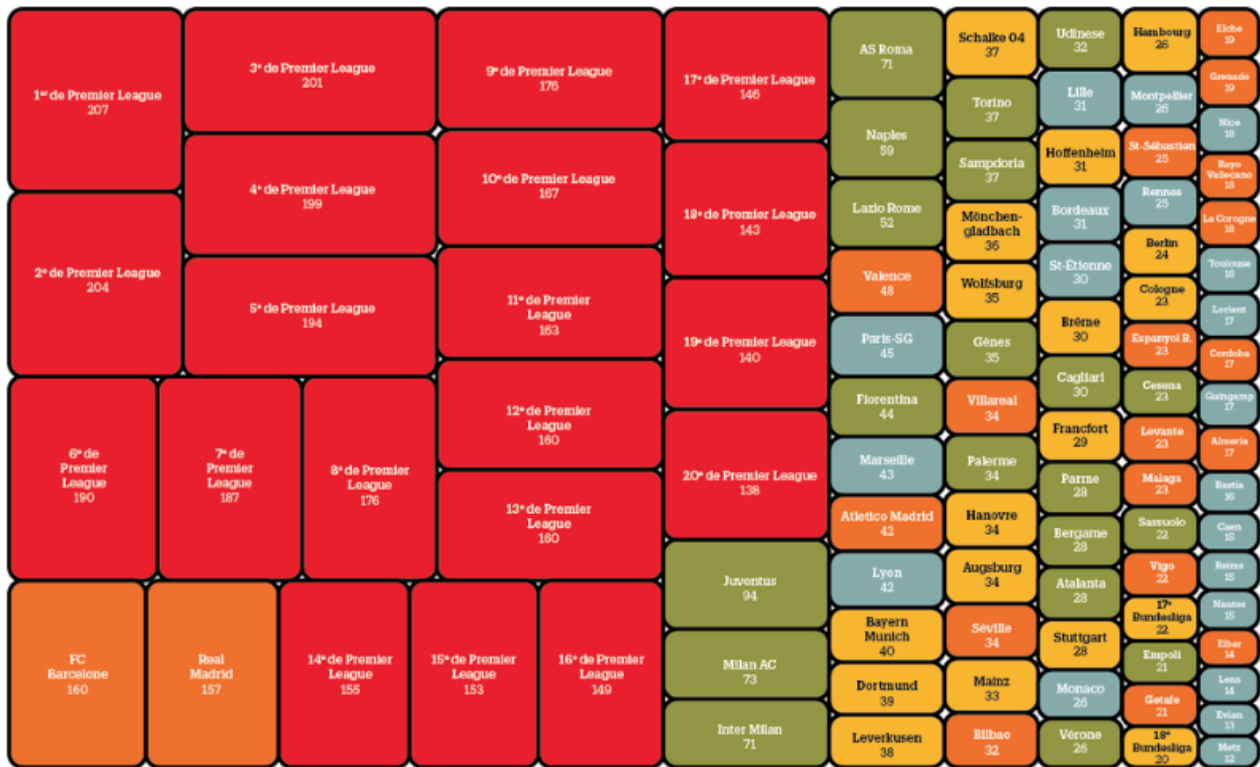 1er de Premier League
207
2e de Premier League
204
3e de Premier League
201
4e de Premier League
199
5e de Premier League
194
6e de
Premier
League
190
7e de
Premier
League
187
8e de Premier
League
176
9e de Premier League
176
10e de Premier League
167
11e de Premier
League
163
12e de Premier
League
160
13e de Premier
League
160
FC
Barcelone
160
Real
Madrid
157
14e de Premier
League
155
15e de Premier
League
153
16e de Premier
League
149
17e de Premier League
146
18e de Premier League
143
19e de Premier League
140
20e de Premier League
138
Juventus
94
Milan AC
73
Inter Milan
71
AS Roma
71
Naples
59
Lazio Rome
52
Valence
48
Paris-SG
45
Fiorentina
44
Marseille
43
Atletico Madrid
42
Lyon
42
Bayern
Munich
40
Dortmund
39
Leverkusen
38
Schalke 04
37
Torino
37
Sampdoria
37
Mönchen-
gladbach
36
Wolfsburg
35
Gênes
35
Villareal
34
Palerme
34
Hanovre
34
Augsburg
34
Séville
34
Mainz
33
Bilbao
32
Udinese
32
Lille
31
Hoffenheim
31
Bordeaux
31
St-Étienne
30
Brême
30
Cagliari
30
Francfort
29
Parme
28
Bergame
28
Atalanta
28
Stuttgart
28
Monaco
26
Vérone
26
Hambourg
26
Montpellier
26
St-Sébastien
25
Rennes
25
Berlin
24
Cologne
23
Espanyol B.
23
Cesena
23
Levante
23
Malaga
23
Sassuolo
22
Vigo
22
17e
Bundesliga
22
Empoli
21
Getafe
21
18e
Bundesliga
20
Elche
19
Grenade
19
Nice
18
Rayo
Vallecano
18
La Corogne
18
Toulouse
18
Lorient
17
Cordoba
17
Guingamp
17
Almeria
17
Bastia
16
Caen
15
Reims
15
Nantes
15
Eibar
14
Lens
14
Evian
13
Metz
12